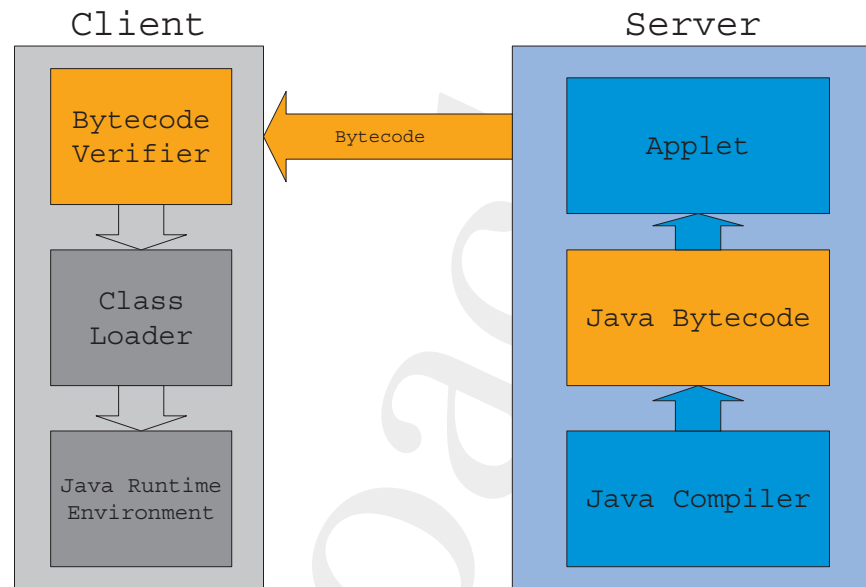 Client
Server
Bytecode
Verifier
Bytecode
Applet
Class
Loader
Java Bytecode
Java Runtime
Environment
Java Compiler